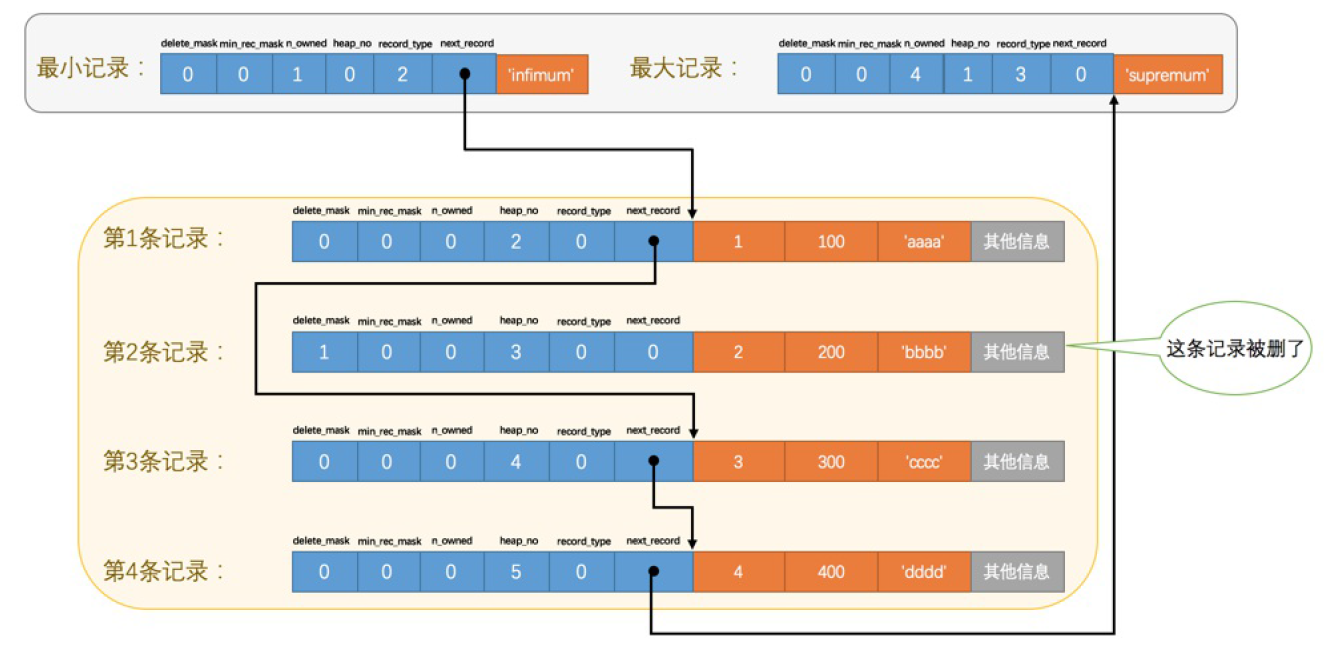 delete_mask min_rec_mask n_owned heap_no record_type next_record
最小记录： 0 0 1 0 2 'infimum'
delete_mask min_rec_mask n_owned heap_no record_type next_record
最大记录： 0 0 4 1 3 0 'supremum'
delete_mask min_rec_mask n_owned heap_no record_type next_record
第1条记录： 0 0 0 2 0 1 100 'aaaa' 其他信息
delete_mask min_rec_mask n_owned heap_no record_type next_record
第2条记录： 1 0 0 3 0 0 2 200 'bbbb' 其他信息
这条记录被删了
delete_mask min_rec_mask n_owned heap_no record_type next_record
第3条记录： 0 0 0 4 0 3 300 'cccc' 其他信息
delete_mask min_rec_mask n_owned heap_no record_type next_record
第4条记录： 0 0 0 5 0 4 400 'dddd' 其他信息